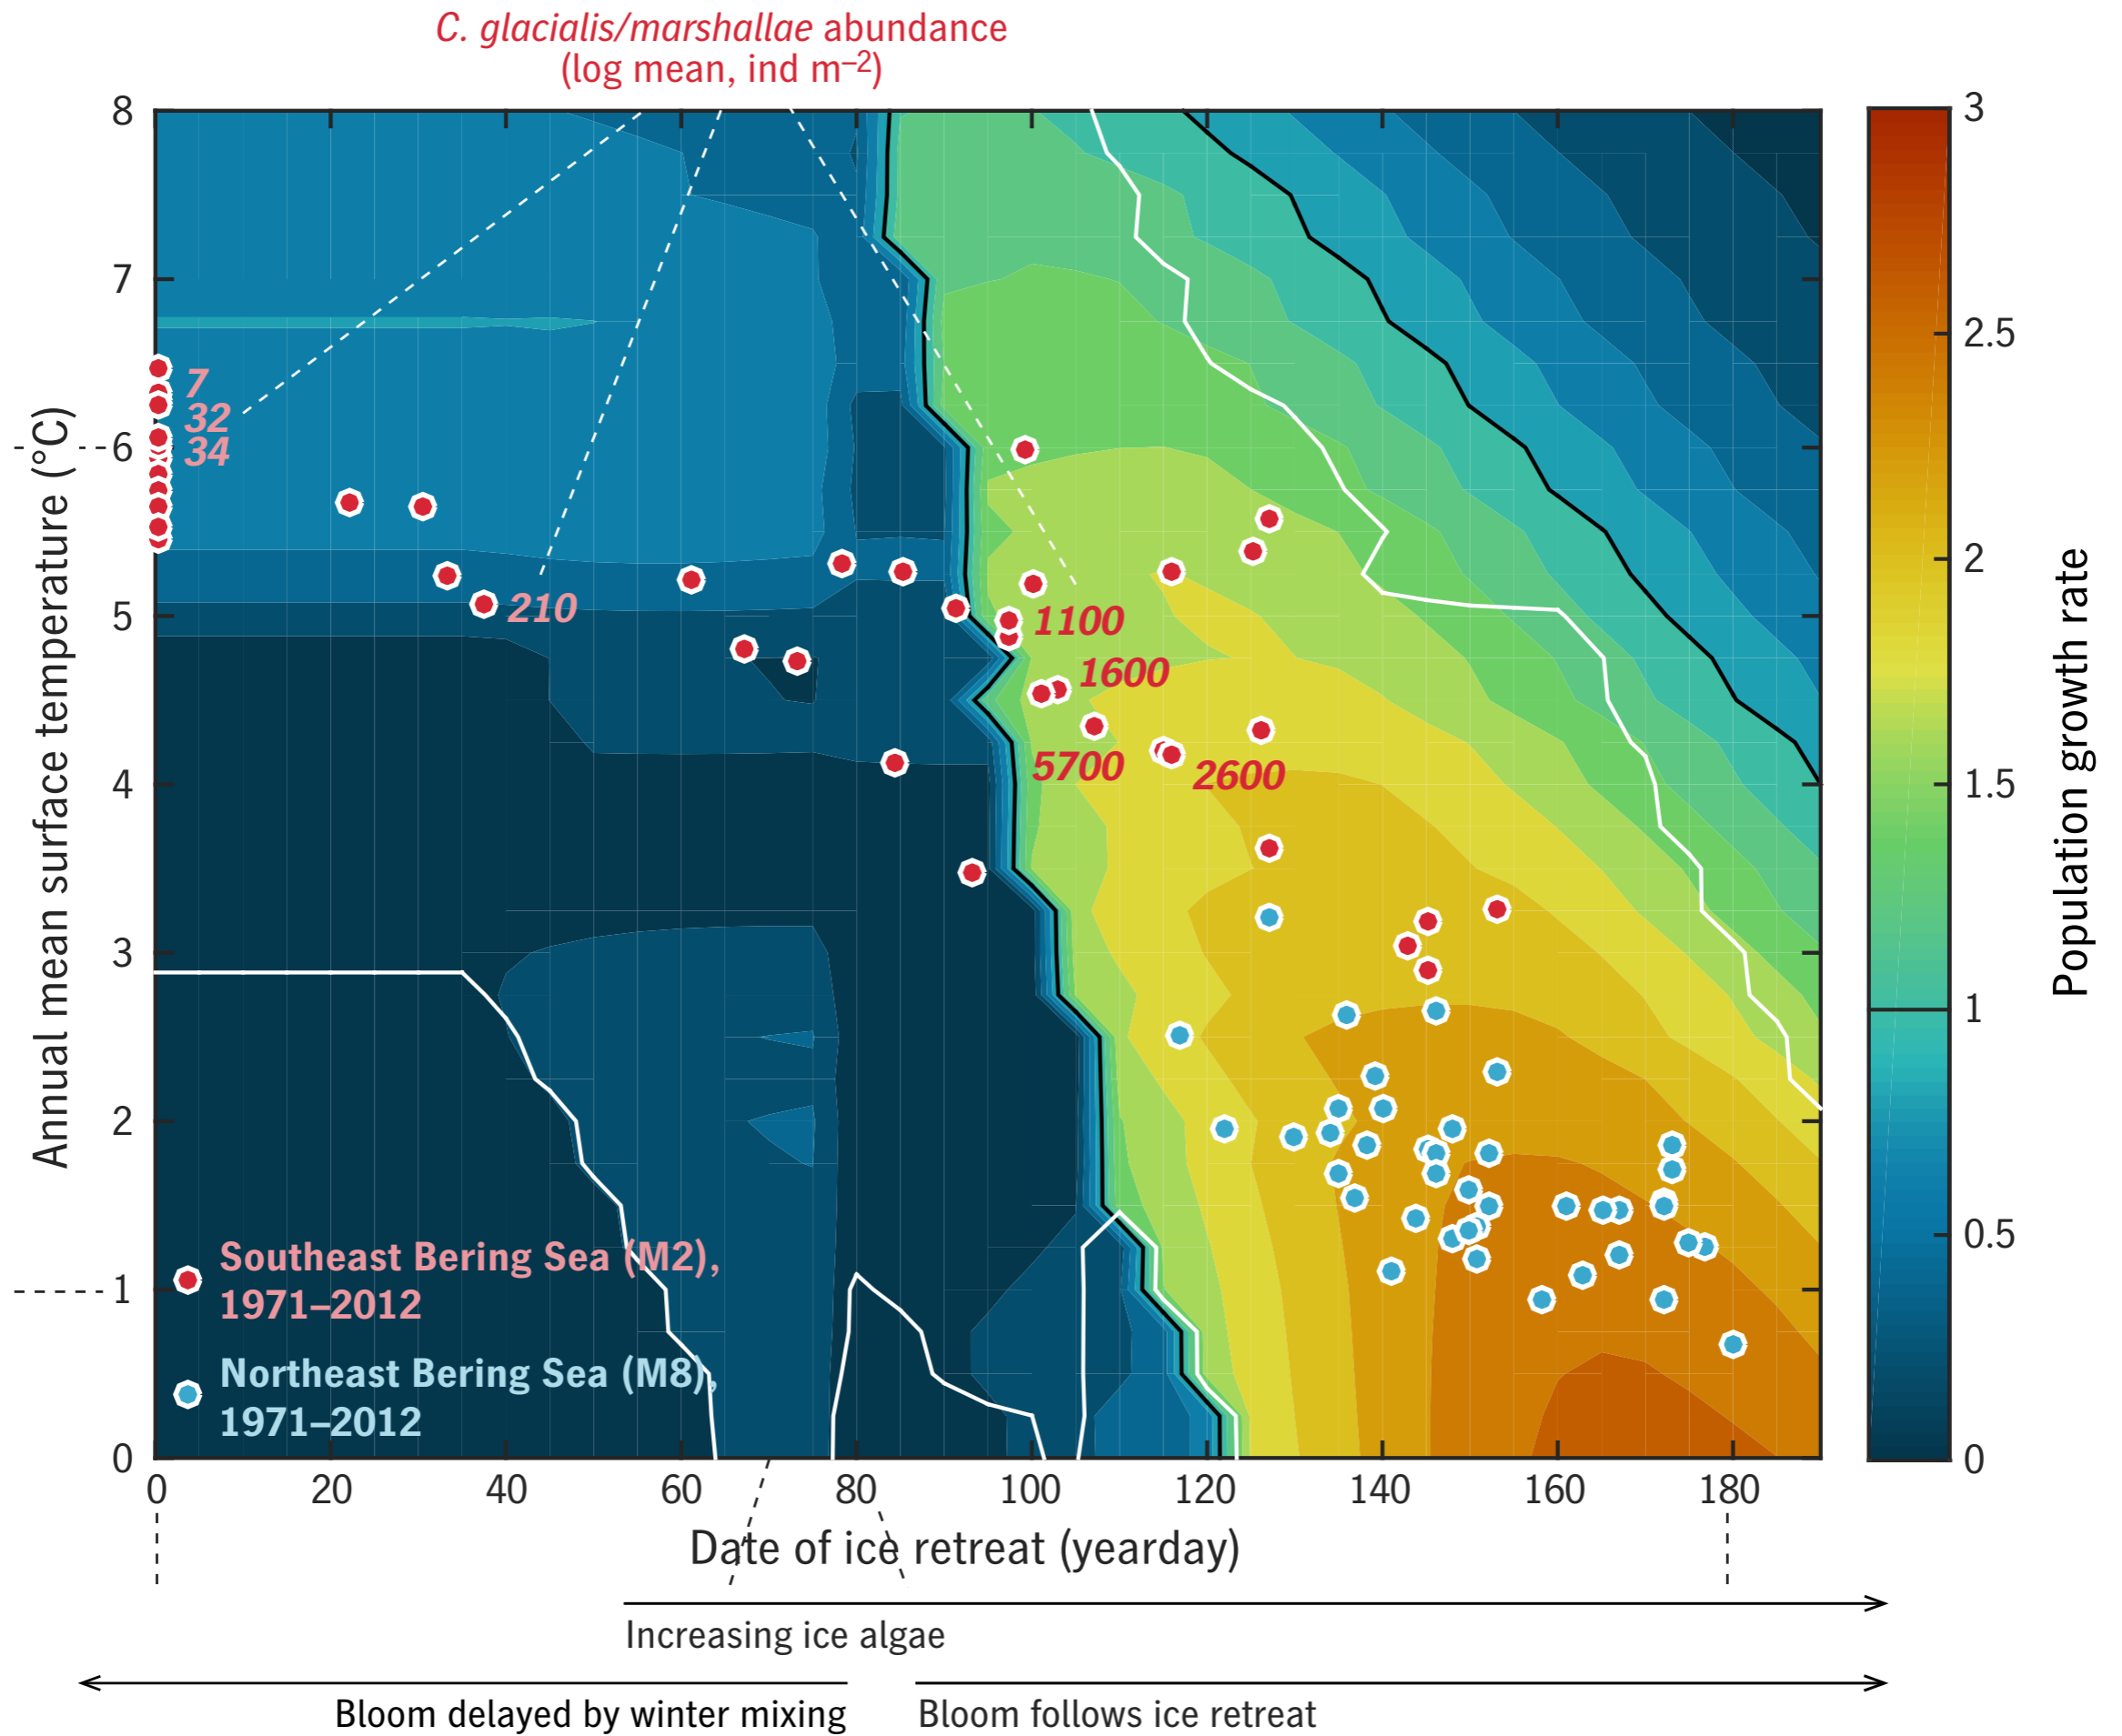 C. glacialis/marshallae abundance
(log mean, ind m–2)
8
7
6
5
4
3
2
1
0
Annual mean surface temperature (°C)
7
32
34
210
1100
1600
5700
2600
Southeast Bering Sea (M2),
1971–2012
Northeast Bering Sea (M8),
1971–2012
0 20 40 60 80 100 120 140 160 180
Date of ice retreat (yearday)
Increasing ice algae
Bloom delayed by winter mixing
Bloom follows ice retreat
3
2.5
2
1.5
1
0.5
0
Population growth rate